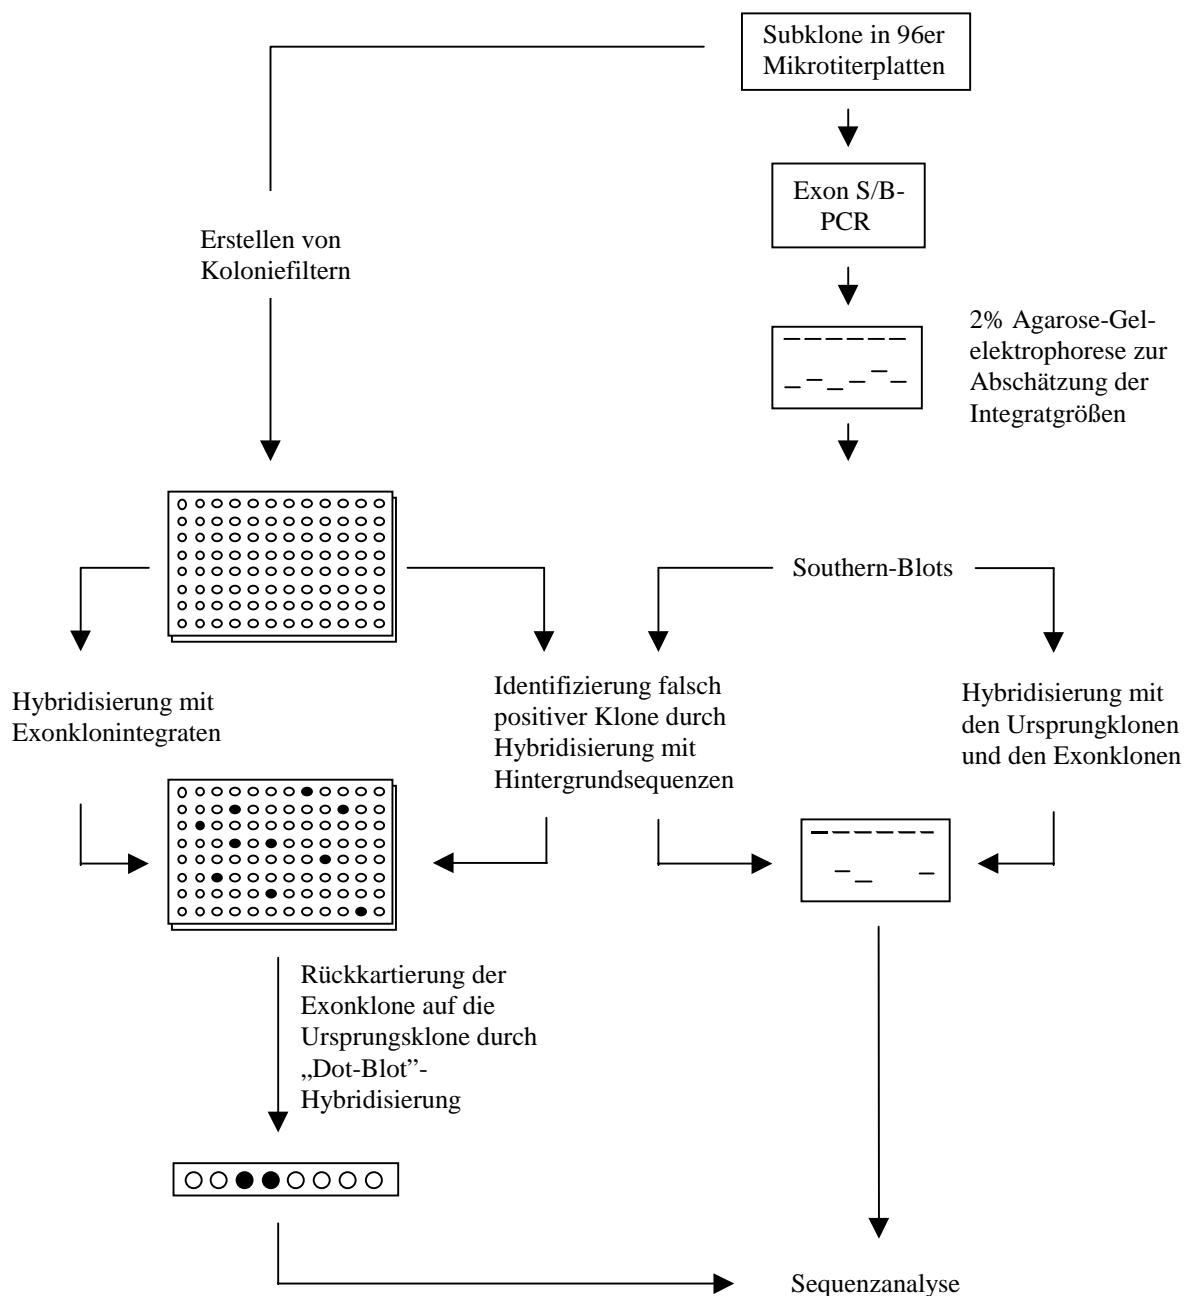 Subklone in 96er
Mikrotiterplatten
Exon S/B-
PCR
Erstellen von
Koloniefiltern
2% Agarose-Gel-
elektrophorese zur
Abschätzung der
Integratgrößen
Southern-Blots
Hybridisierung mit
Exonklonintegraten
Identifizierung falsch
positiver Klone durch
Hybridisierung mit
Hintergrundsequenzen
Hybridisierung mit
den Ursprungklonen
und den Exonklonen
Rückkartierung der
Exonklone auf die
Ursprungsklone durch
„Dot-Blot”-
Hybridisierung
Sequenzanalyse